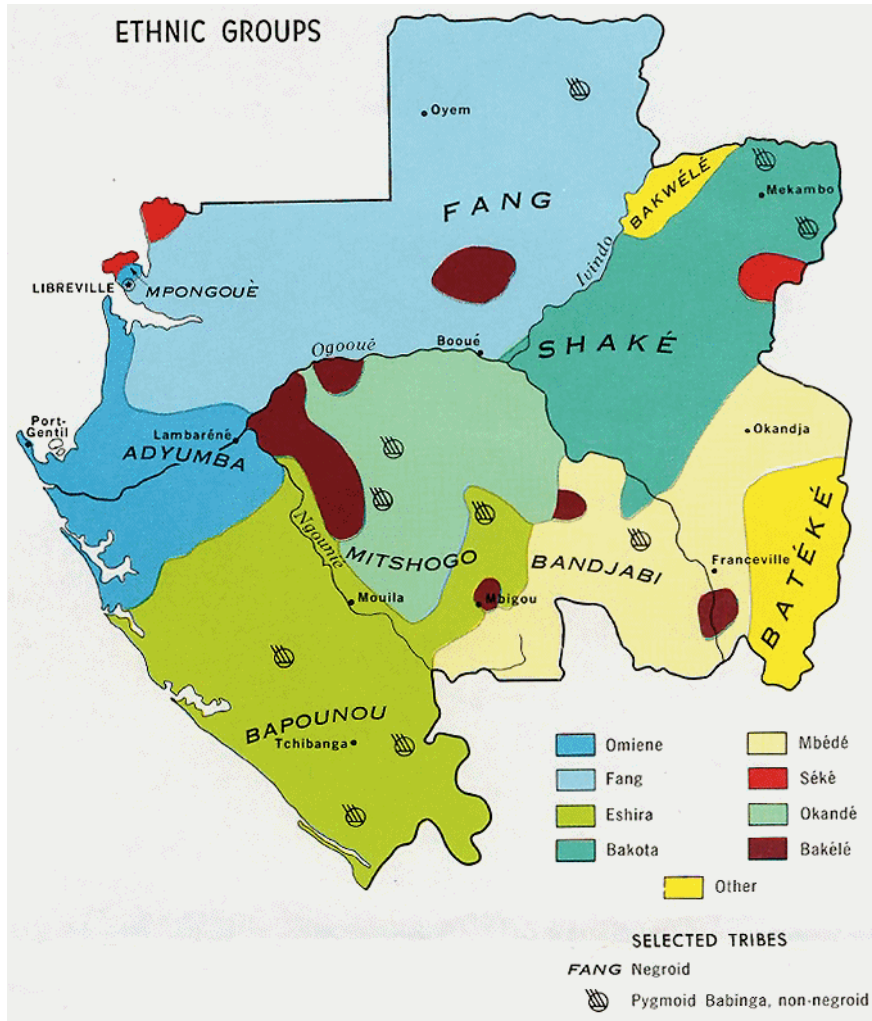 ETHNIC GROUPS
Oyem
FANG
BAKWÉLÉ
Mekambo
Ivindo
LIBREVILLE
MPONGOUÈ
SHAKÉ
Ogooué
Booué
Port-
Gentil
Lambaréné
ADYUMBA
Okandja
Ngounié
MITSHOGO
BANDJABI
Franceville
BATÉKÉ
Mouila
Mbigou
BAPOUNOU
Tchibanga
Omiene
Mbédé
Fang
Séké
Eshira
Okandé
Bakota
Bakélé
Other
SELECTED TRIBES
FANG Negroid
Pygmoid Babinga, non-negroid